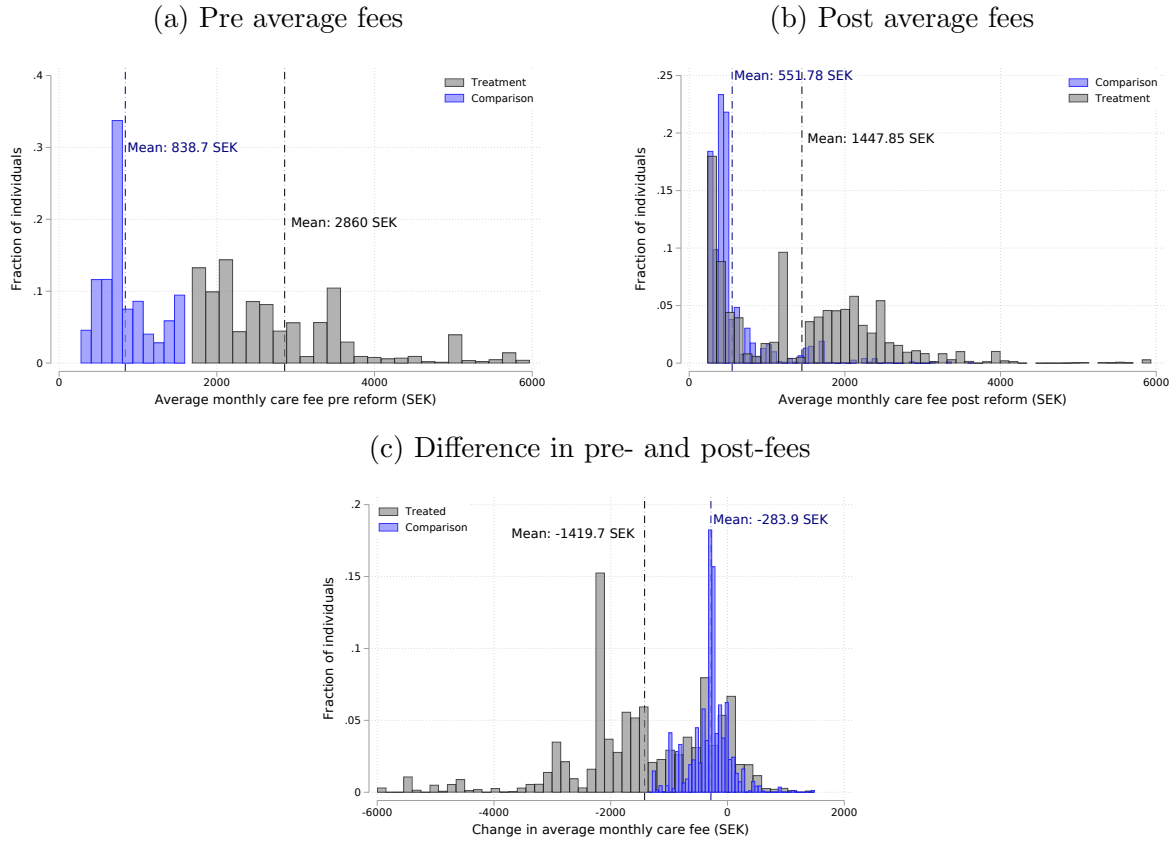 (a) Pre average fees
.4
.3
.2
.1
0
Fraction of individuals
Treatment
Comparison
Mean: 838.7 SEK
Mean: 2860 SEK
0
2000
4000
6000
Average monthly care fee pre reform (SEK)
(b) Post average fees
.25
.2
.15
.1
.05
0
Fraction of individuals
Mean: 551.78 SEK
Comparison
Treatment
Mean: 1447.85 SEK
0
2000
4000
6000
Average monthly care fee post reform (SEK)
(c) Difference in pre- and post-fees
.2
.15
.1
.05
0
Fraction of individuals
Treated
Comparison
Mean: -1419.7 SEK
Mean: -283.9 SEK
-6000
-4000
-2000
0
2000
Change in average monthly care fee (SEK)